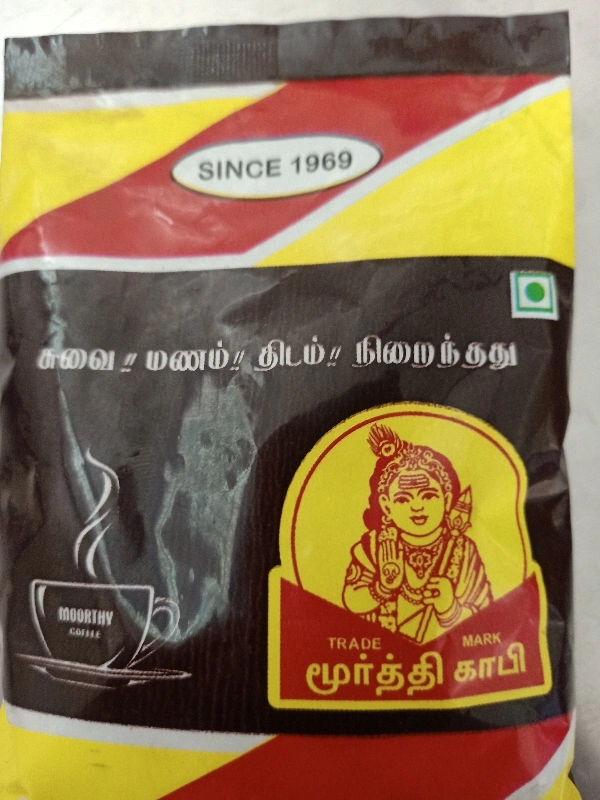 SINCE 1969
சுவை!! மணம்!! திடம்!! நிறைந்தது
MOORTHY
COFFEE
TRADE MARK
மூர்த்தி காபி